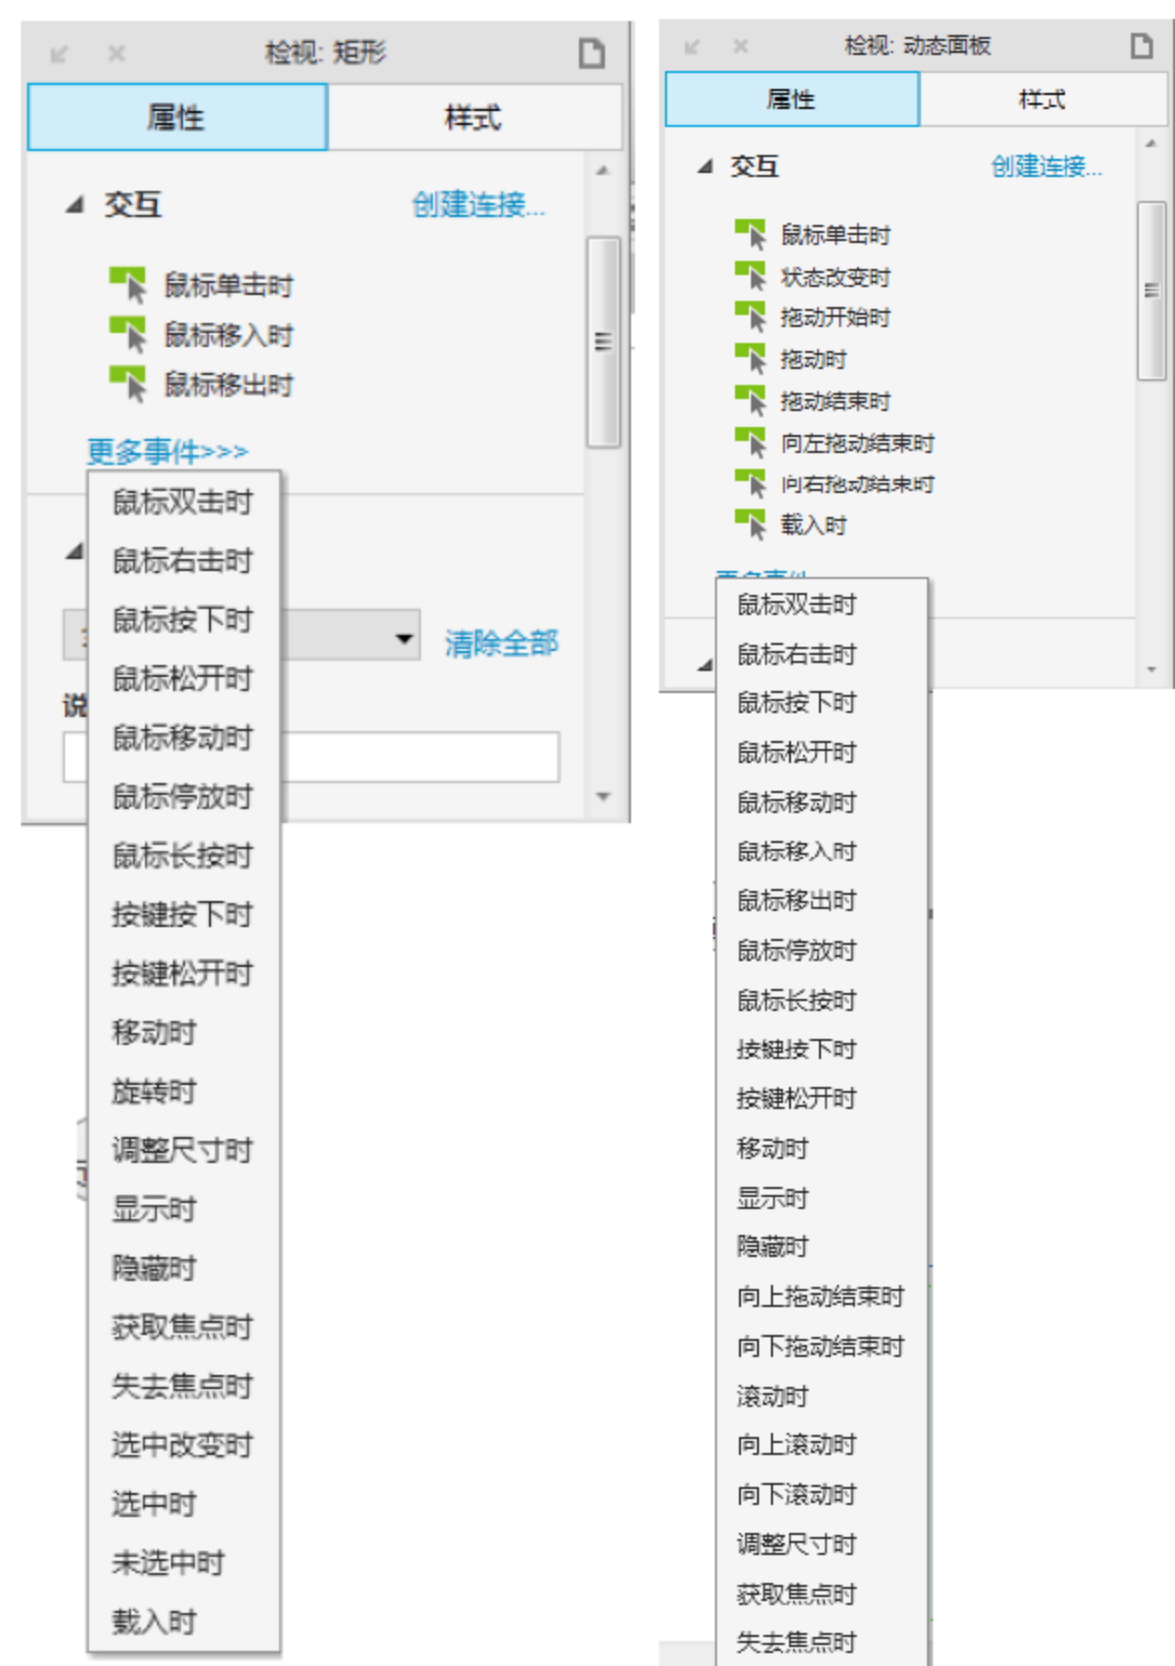 检视: 矩形
属性
样式
交互
创建连接...
鼠标单击时
鼠标移入时
鼠标移出时
更多事件>>>
鼠标双击时
鼠标右击时
鼠标按下时
清除全部
鼠标松开时
说
鼠标移动时
鼠标停放时
鼠标长按时
按键按下时
按键松开时
移动时
旋转时
调整尺寸时
显示时
隐藏时
获取焦点时
失去焦点时
选中改变时
选中时
未选中时
载入时
检视: 动态面板
属性
样式
交互
创建连接...
鼠标单击时
状态改变时
拖动开始时
拖动时
拖动结束时
向左拖动结束时
向右拖动结束时
载入时
更多事件
鼠标双击时
鼠标右击时
鼠标按下时
鼠标松开时
鼠标移动时
鼠标移入时
鼠标移出时
鼠标停放时
鼠标长按时
按键按下时
按键松开时
移动时
显示时
隐藏时
向上拖动结束时
向下拖动结束时
滚动时
向上滚动时
向下滚动时
调整尺寸时
获取焦点时
失去焦点时